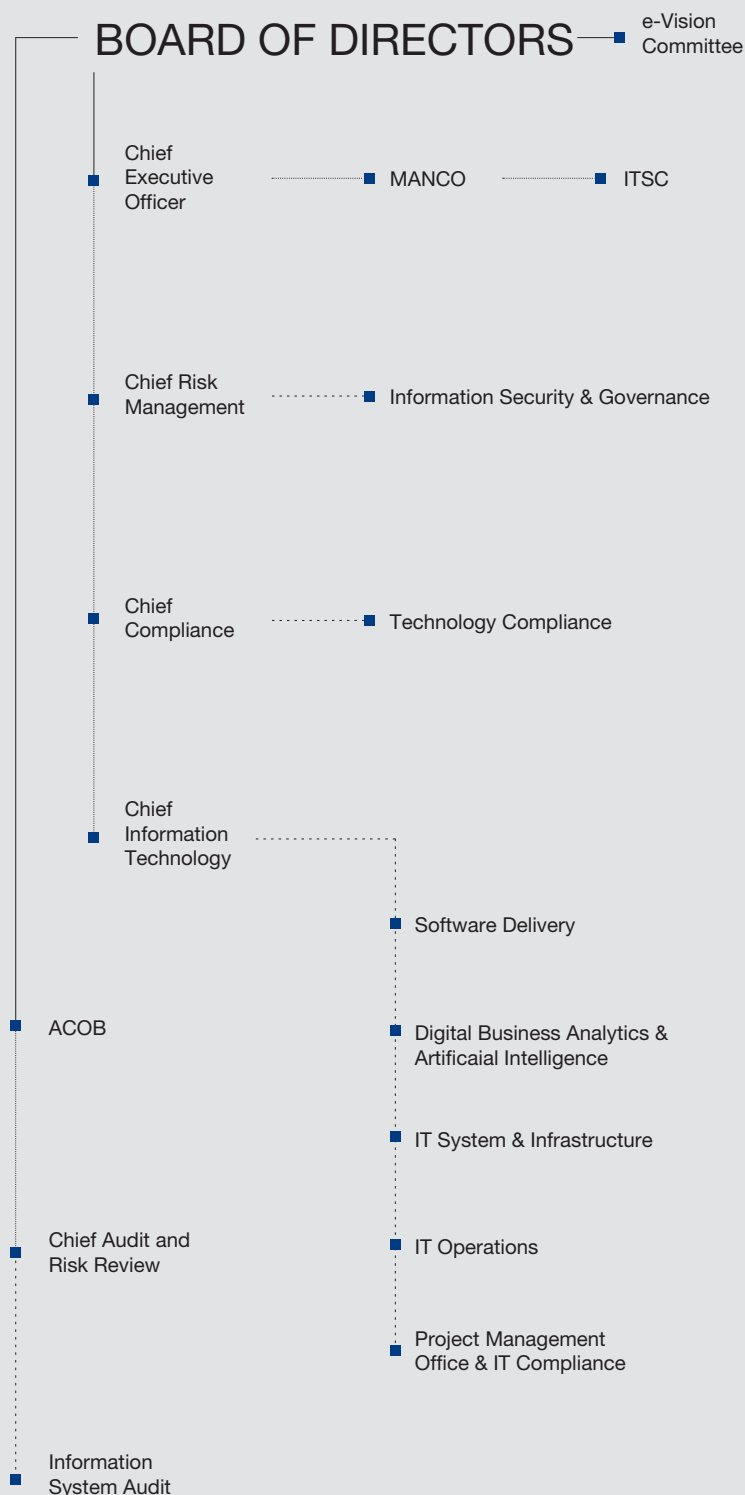 BOARD OF DIRECTORS
e-Vision
Committee
Chief
Executive
Officer
MANCO
ITSC
Chief Risk
Management
Information Security & Governance
Chief
Compliance
Technology Compliance
Chief
Information
Technology
Software Delivery
ACOB
Digital Business Analytics &
Artificaial Intelligence
IT System & Infrastructure
Chief Audit and
Risk Review
IT Operations
Project Management
Office & IT Compliance
Information
System Audit